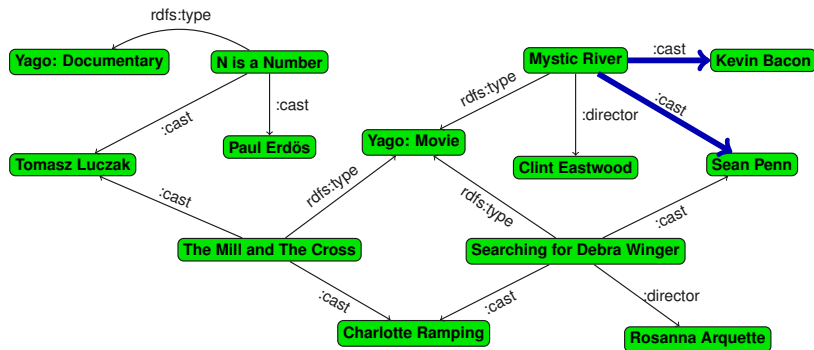 rdfs:type
Yago: Documentary
N is a Number
Mystic River
:cast
Kevin Bacon
:cast
:cast
rdfs:type
:director
:cast
Paul Erdös
Yago: Movie
Tomasz Luczak
Clint Eastwood
Sean Penn
:cast
rdfs:type
rdfs:type
:cast
The Mill and The Cross
Searching for Debra Winger
:cast
:cast
:director
Charlotte Ramping
Rosanna Arquette